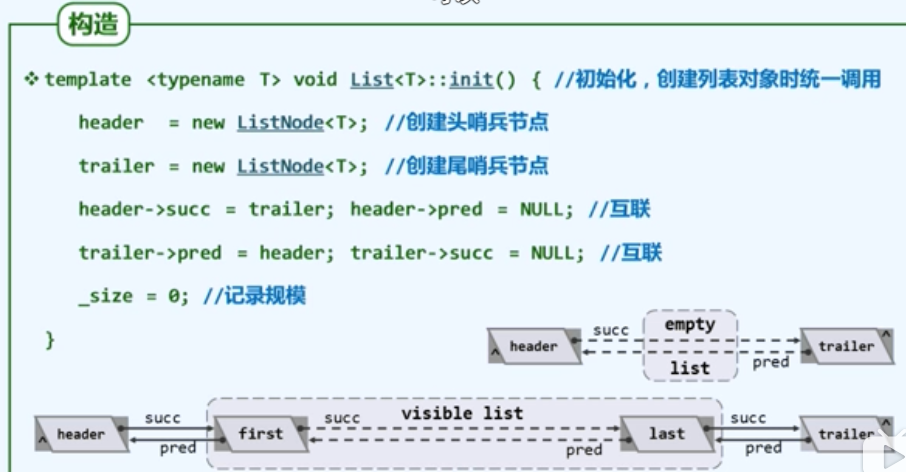 构造
❖template <typename T> void List<T>::init() { //初始化，创建列表对象时统一调用
header = new ListNode<T>; //创建头哨兵节点
trailer = new ListNode<T>; //创建尾哨兵节点
header->succ = trailer; header->pred = NULL; //互联
trailer->pred = header; trailer->succ = NULL; //互联
_size = 0; //记录规模
}
header succ empty trailer
list pred
header succ first succ visible list last succ trailer
pred pred pred